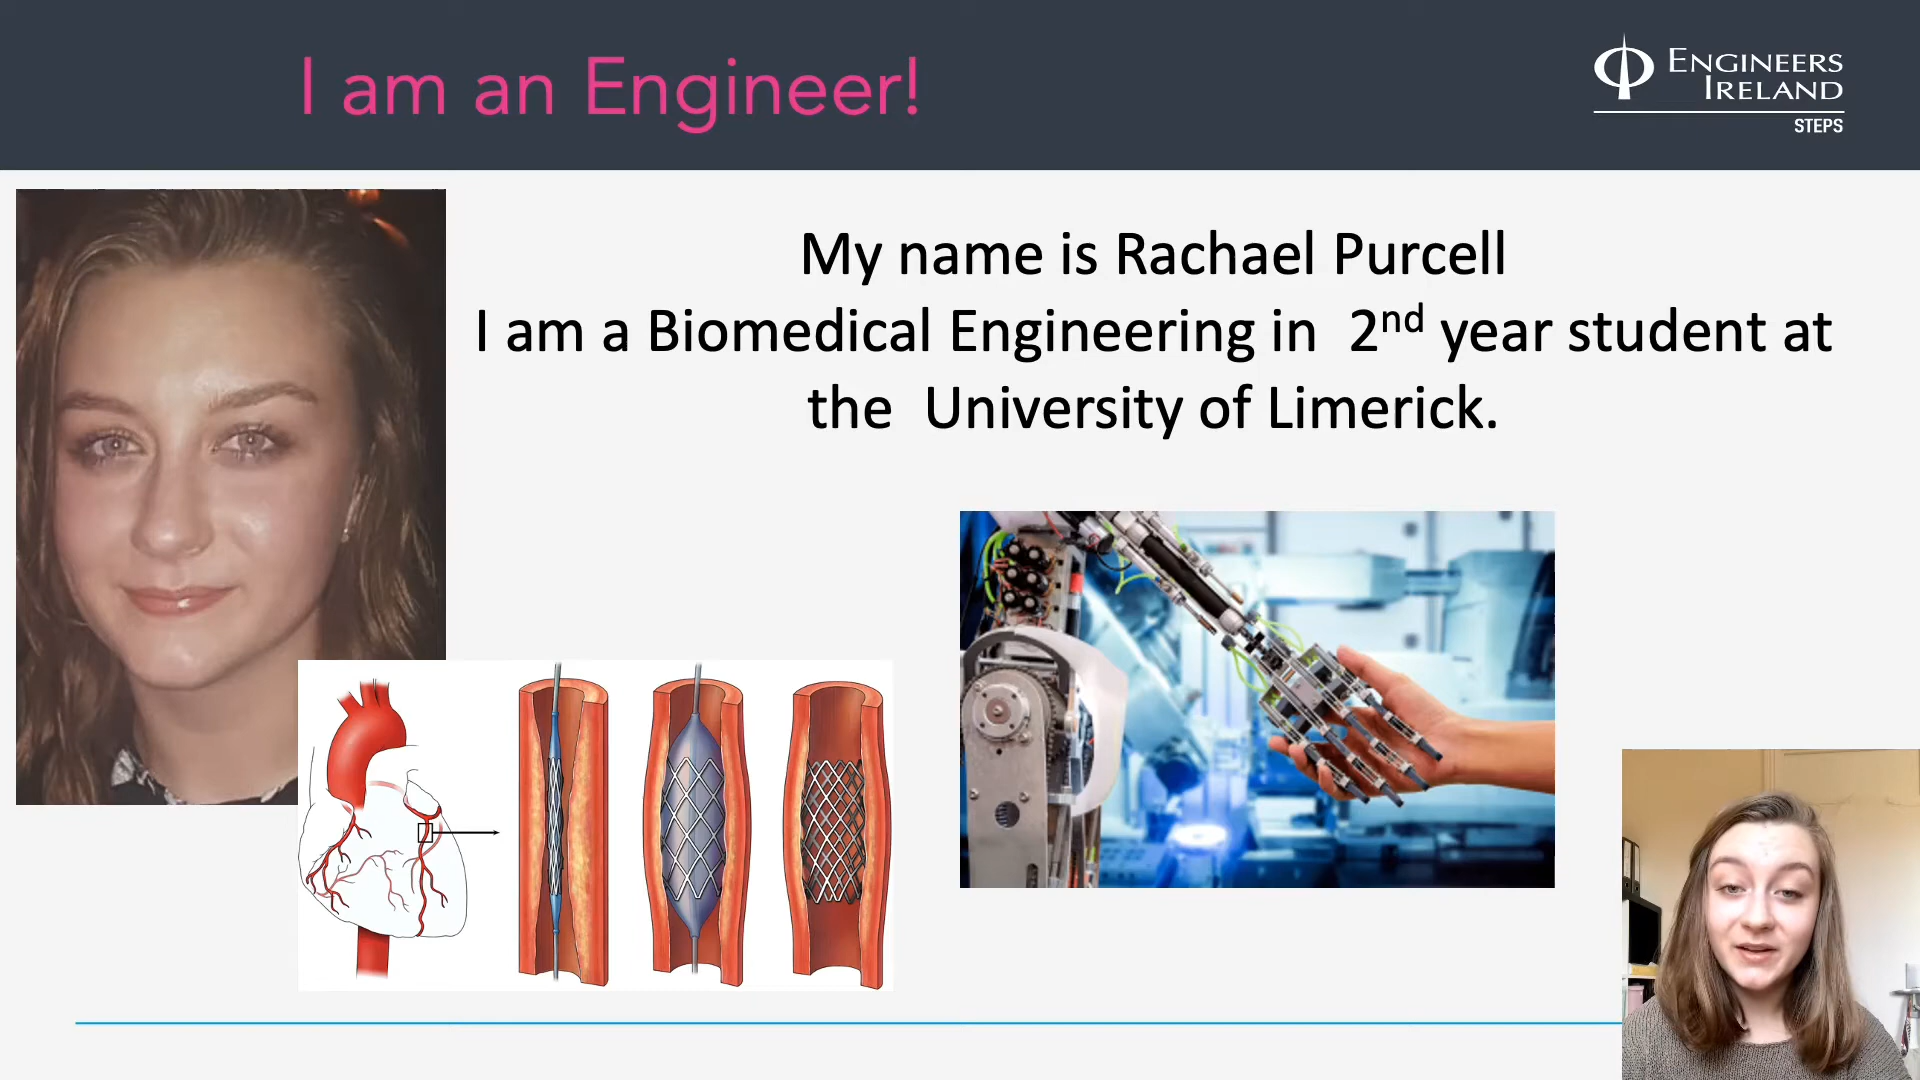 I am an Engineer!
ENGINEERS
IRELAND
STEPS
My name is Rachael Purcell
I am a Biomedical Engineering in  2nd year student at
the  University of Limerick.